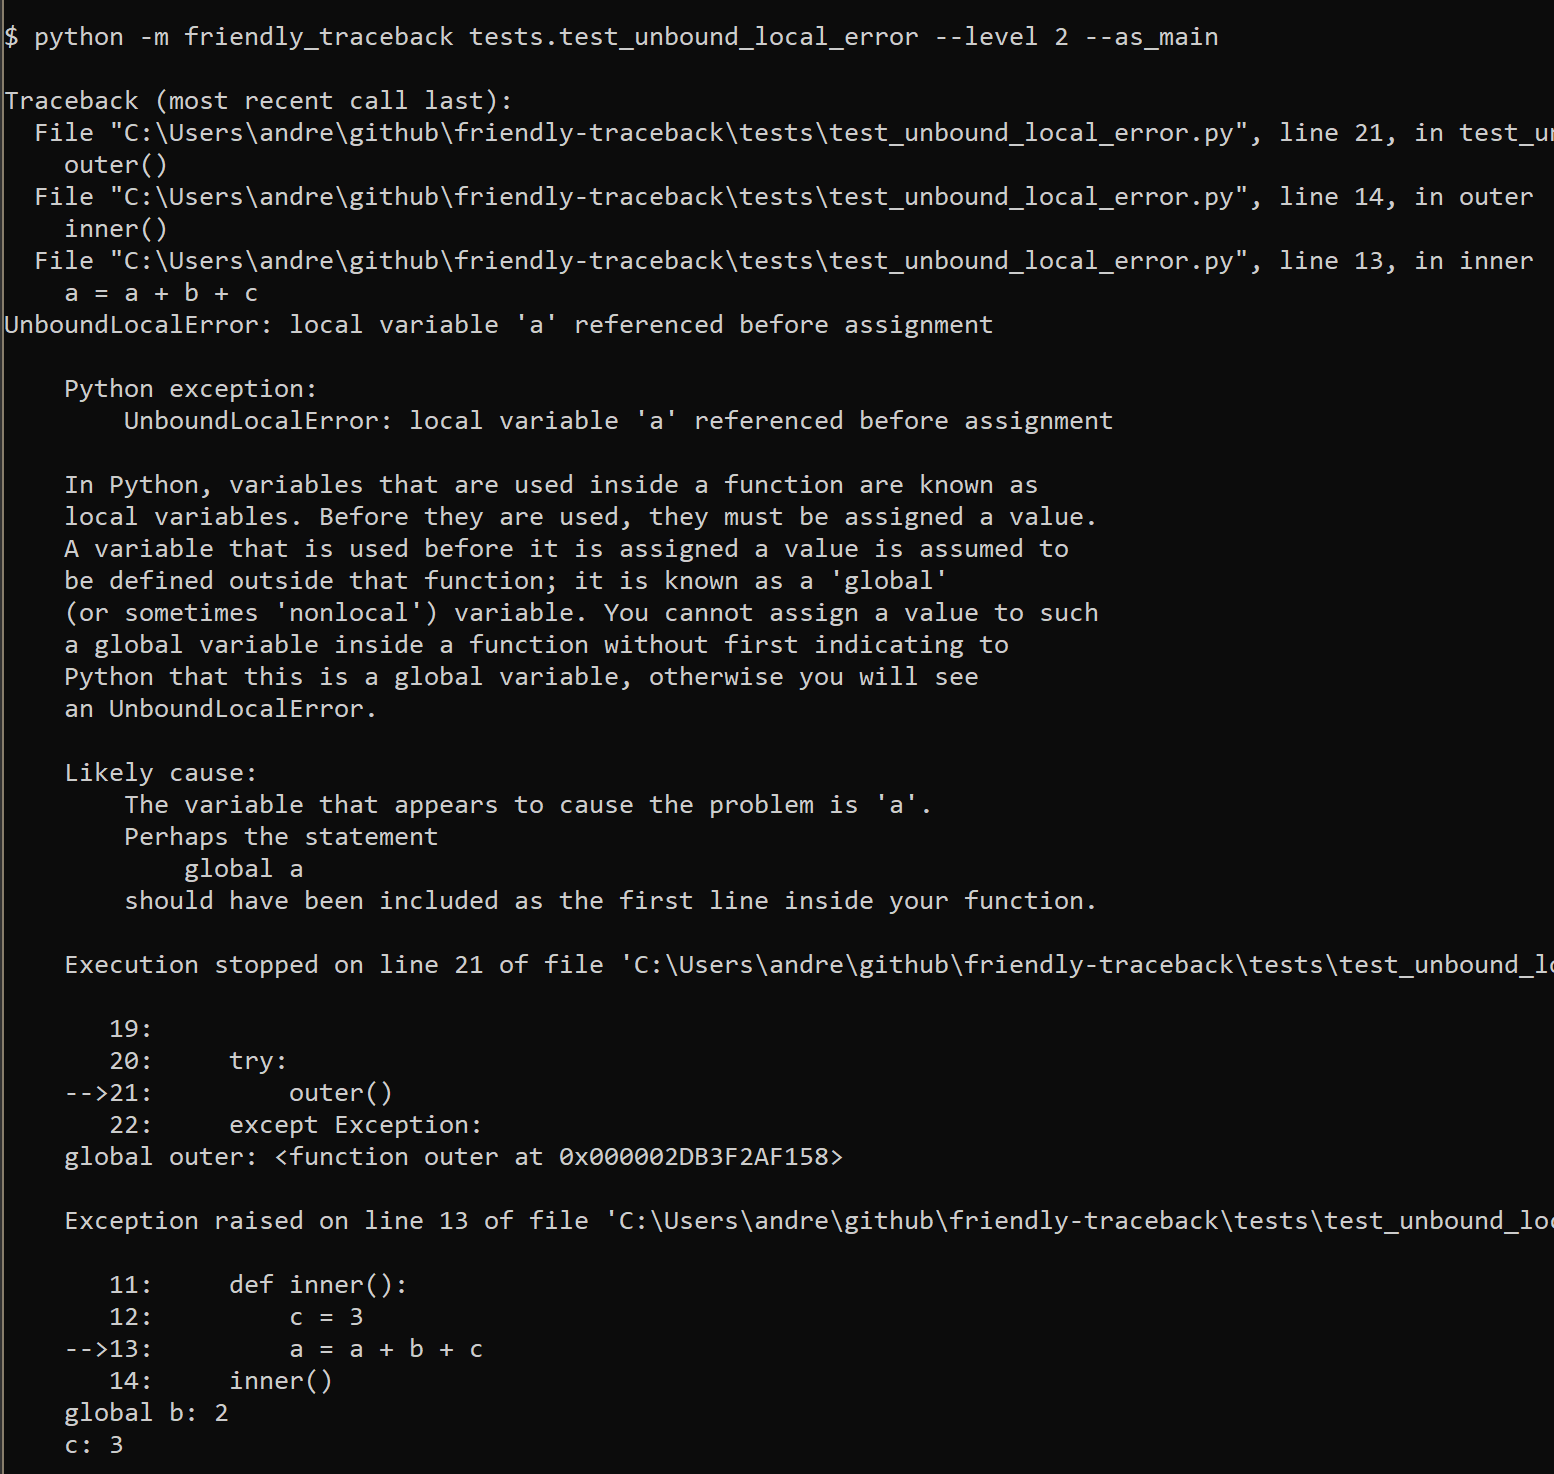 $ python -m friendly_traceback tests.test_unbound_local_error --level 2 --as_main
Traceback (most recent call last):
  File "C:\Users\andre\github\friendly-traceback\tests\test_unbound_local_error.py", line 21, in test_un
    outer()
  File "C:\Users\andre\github\friendly-traceback\tests\test_unbound_local_error.py", line 14, in outer
    inner()
  File "C:\Users\andre\github\friendly-traceback\tests\test_unbound_local_error.py", line 13, in inner
    a = a + b + c
UnboundLocalError: local variable 'a' referenced before assignment
    Python exception:
        UnboundLocalError: local variable 'a' referenced before assignment
    In Python, variables that are used inside a function are known as
    local variables. Before they are used, they must be assigned a value.
    A variable that is used before it is assigned a value is assumed to
    be defined outside that function; it is known as a 'global'
    (or sometimes 'nonlocal') variable. You cannot assign a value to such
    a global variable inside a function without first indicating to
    Python that this is a global variable, otherwise you will see
    an UnboundLocalError.
    Likely cause:
        The variable that appears to cause the problem is 'a'.
        Perhaps the statement
            global a
        should have been included as the first line inside your function.
    Execution stopped on line 21 of file 'C:\Users\andre\github\friendly-traceback\tests\test_unbound_lo
       19:
       20:     try:
    -->21:         outer()
       22:     except Exception:
    global outer: <function outer at 0x000002DB3F2AF158>
    Exception raised on line 13 of file 'C:\Users\andre\github\friendly-traceback\tests\test_unbound_loc
       11:     def inner():
       12:         c = 3
    -->13:         a = a + b + c
       14:     inner()
    global b: 2
    c: 3